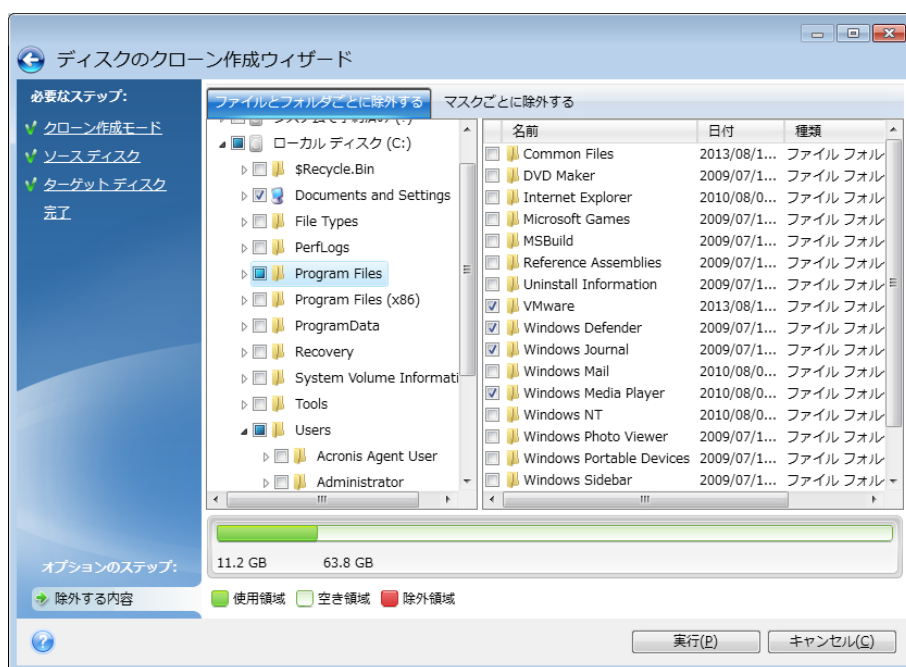 ディスクのクローン作成ウィザード
必要なステップ:
クローン作成モード
ソース ディスク
ターゲット ディスク
完了
オプションのステップ:
除外する内容
ファイルとフォルダごとに除外する マスクごとに除外する
ローカル ディスク (C:)
$Recycle.Bin
Documents and Settings
File Types
PerfLogs
Program Files
Program Files (x86)
ProgramData
Recovery
System Volume Informati
Tools
Users
Acronis Agent User
Administrator
名前 日付 種類
Common Files 2013/08/1... ファイル フォル
DVD Maker 2009/07/1... ファイル フォル
Internet Explorer 2010/08/0... ファイル フォル
Microsoft Games 2009/07/1... ファイル フォル
MSBuild 2009/07/1... ファイル フォル
Reference Assemblies 2009/07/1... ファイル フォル
Uninstall Information 2009/07/1... ファイル フォル
VMware 2013/08/1... ファイル フォル
Windows Defender 2009/07/1... ファイル フォル
Windows Journal 2009/07/1... ファイル フォル
Windows Mail 2010/08/0... ファイル フォル
Windows Media Player 2010/08/0... ファイル フォル
Windows NT 2009/07/1... ファイル フォル
Windows Photo Viewer 2009/07/1... ファイル フォル
Windows Portable Devices 2009/07/1... ファイル フォル
Windows Sidebar 2009/07/1... ファイル フォル
11.2 GB 63.8 GB
使用領域 空き領域 除外領域
実行(P) キャンセル(C)